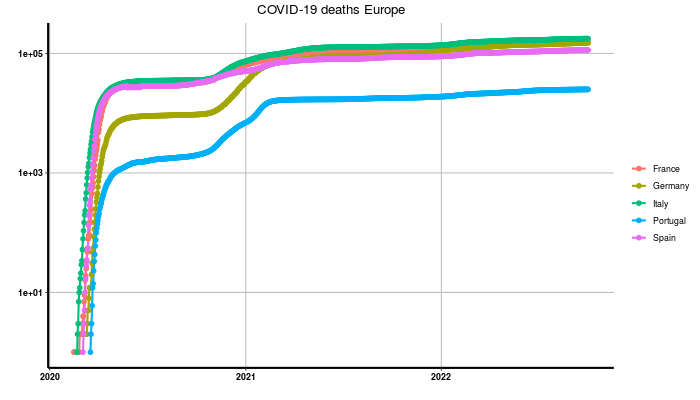 COVID-19 deaths Europe
1e+05
1e+03
1e+01
2020 2021 2022
France
Germany
Italy
Portugal
Spain